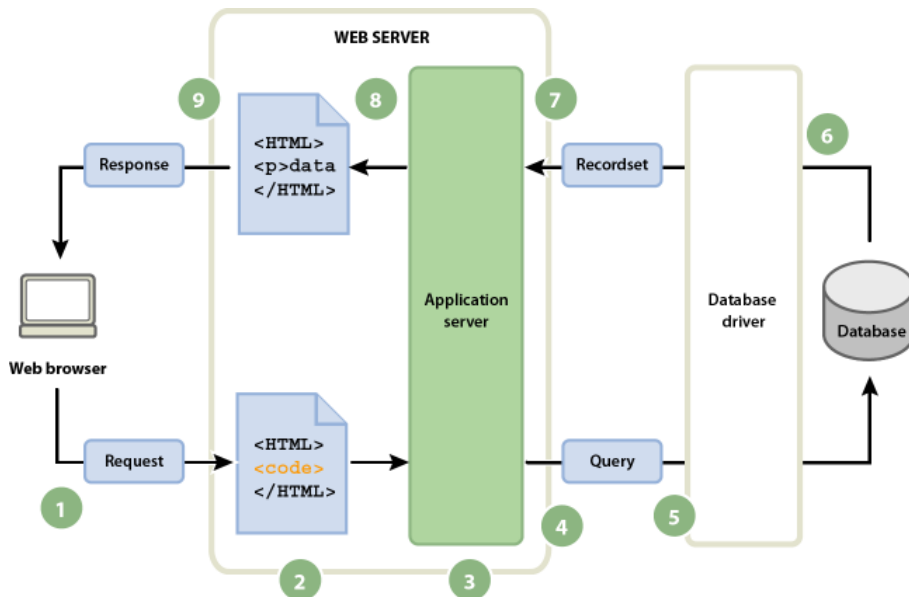 WEB SERVER
9
8
7
6
Response
<HTML>
<p>data
</HTML>
Recordset
Application
server
Database
driver
Database
Web browser
Request
<HTML>
<code>
</HTML>
Query
1
2
3
4
5